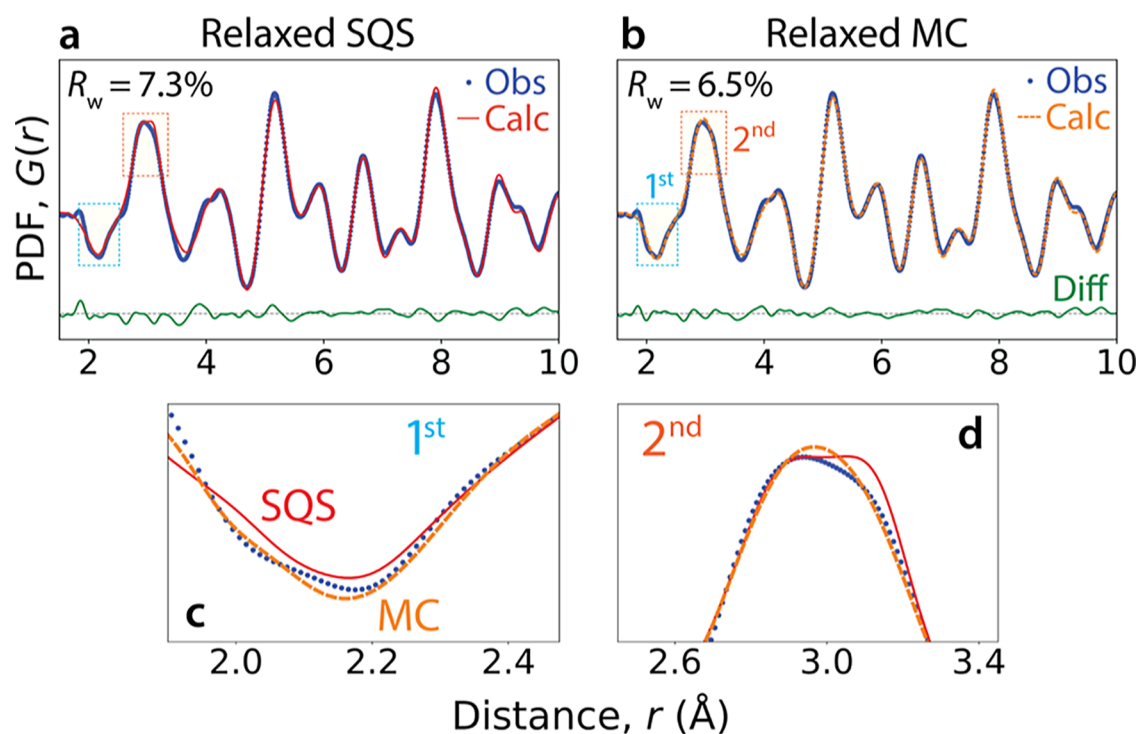 a Relaxed SQS
b Relaxed MC
R_w = 7.3%
Obs
Calc
R_w = 6.5%
Obs
Calc
2nd
1st
Diff
PDF, G(r)
2 4 6 8 10
2 4 6 8 10
1st
SQS
MC
c
2.0 2.2 2.4
2nd
d
2.6 3.0 3.4
Distance, r (Å)